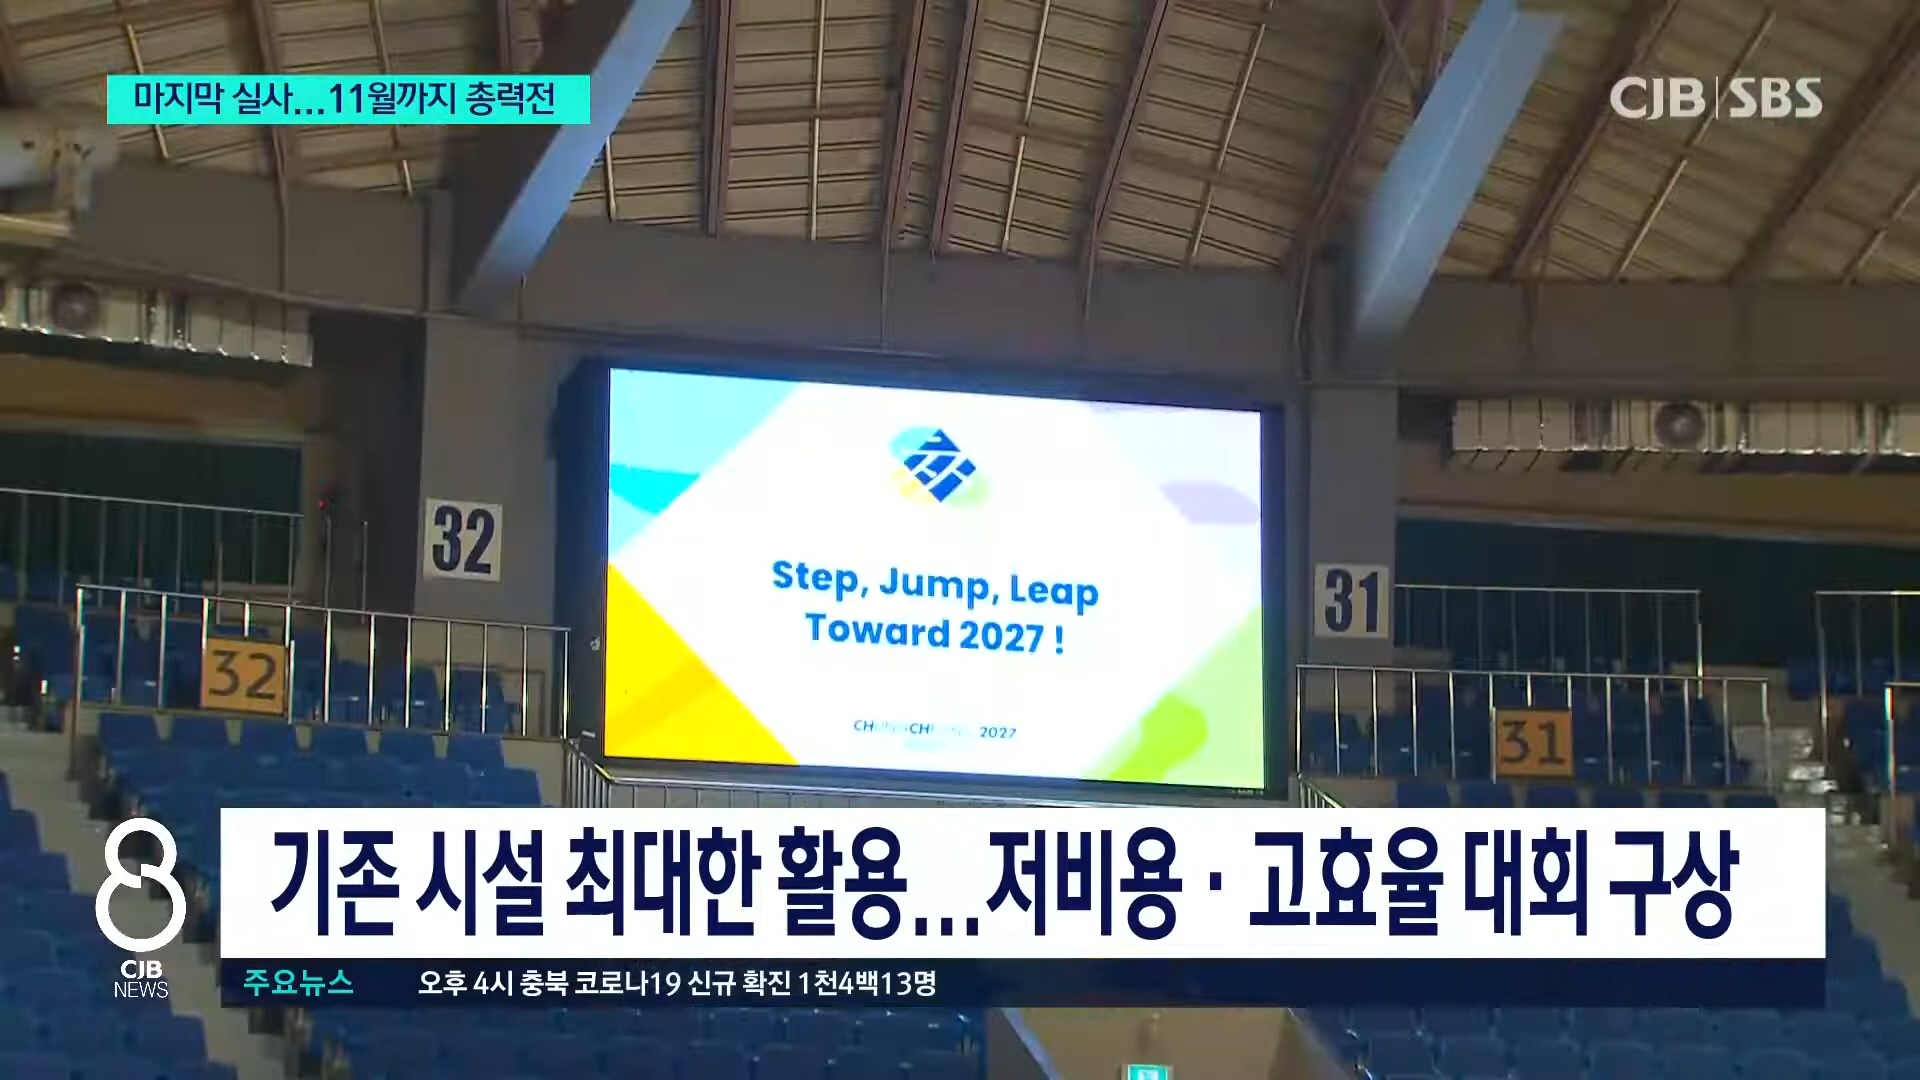 마지막 실사...11월까지 총력전
CJB SBS
32
31
32
31
Step, Jump, Leap
Toward 2027 !
2027
기존 시설 최대한 활용...저비용·고효율 대회 구상
8
CJB
NEWS
주요뉴스 오후 4시 충북 코로나19 신규 확진 1천4백13명